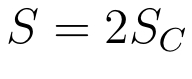 S = 2S_C